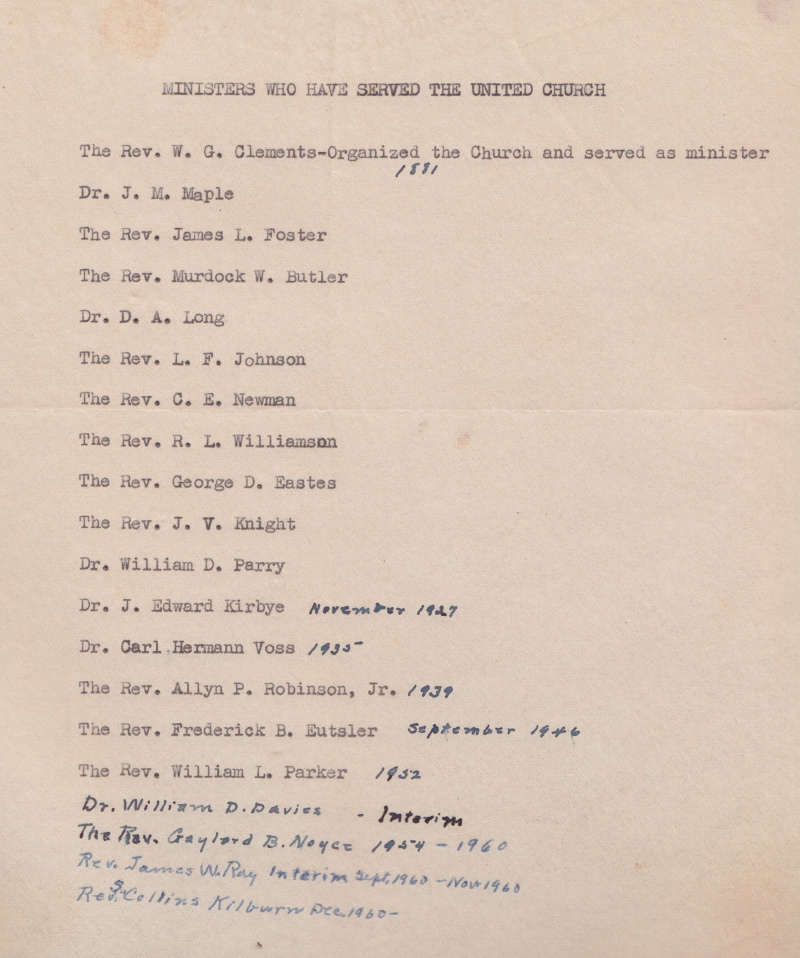 MINISTERS WHO HAVE SERVED THE UNITED CHURCH
The Rev. W. G. Clements-Organized the Church and served as minister
1881
Dr. J. M. Maple
The Rev. James L. Foster
The Rev. Murdock W. Butler
Dr. D. A. Long
The Rev. L. F. Johnson
The Rev. C. E. Newman
The Rev. R. L. Williamson
The Rev. George D. Eastes
The Rev. J. V. Knight
Dr. William D. Parry
Dr. J. Edward Kirbye November 1927
Dr. Carl Hermann Voss 1935
The Rev. Allyn P. Robinson, Jr. 1939
The Rev. Frederick B. Eutsler September 1946
The Rev. William L. Parker 1952
Dr. William D. Davies - Interim
The Rev. Gaylord B. Noyce 1954 - 1960
Rev. James W. Ray Interim Sept. 1960 - Nov 1960
Rev. S. Collins Kilburn Dec. 1960-